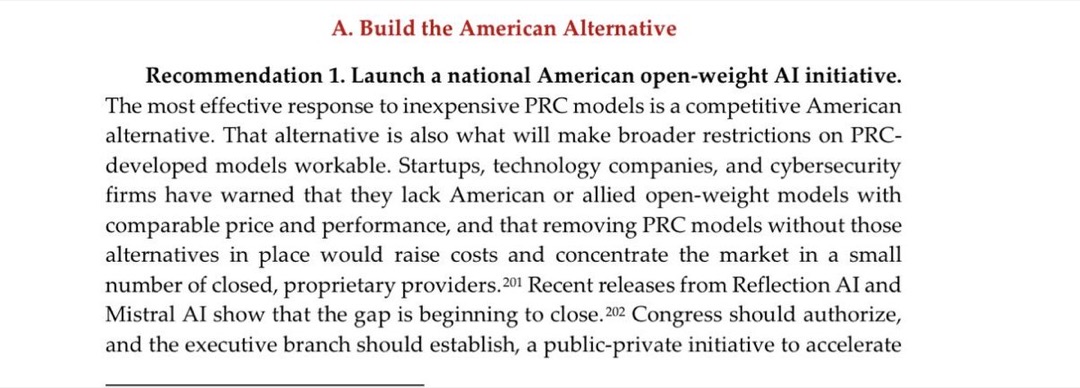 A. Build the American Alternative
Recommendation 1. Launch a national American open-weight AI initiative.
The most effective response to inexpensive PRC models is a competitive American
alternative. That alternative is also what will make broader restrictions on PRC-
developed models workable. Startups, technology companies, and cybersecurity
firms have warned that they lack American or allied open-weight models with
comparable price and performance, and that removing PRC models without those
alternatives in place would raise costs and concentrate the market in a small
number of closed, proprietary providers.201 Recent releases from Reflection AI and
Mistral AI show that the gap is beginning to close.202 Congress should authorize,
and the executive branch should establish, a public-private initiative to accelerate